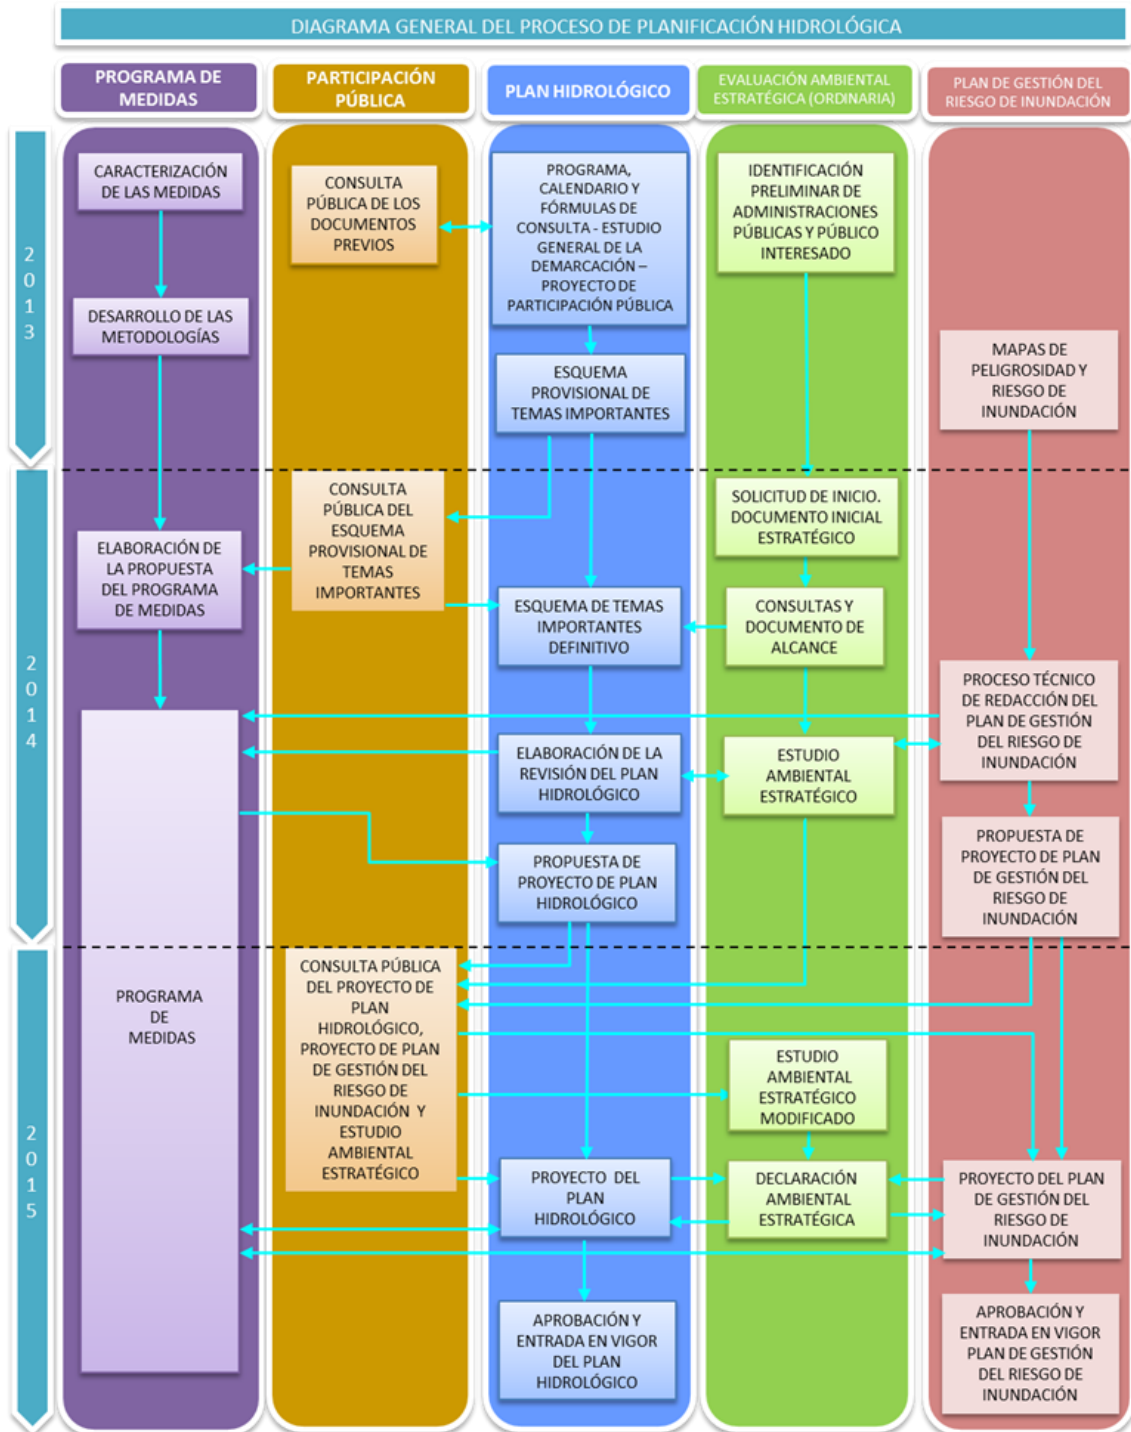 DIAGRAMA GENERAL DEL PROCESO DE PLANIFICACIÓN HIDROLÓGICA
PROGRAMA DE
MEDIDAS
PARTICIPACIÓN
PÚBLICA
PLAN HIDROLÓGICO
EVALUACIÓN AMBIENTAL
ESTRATÉGICA (ORDINARIA)
PLAN DE GESTIÓN DEL
RIESGO DE INUNDACIÓN
2
0
1
3
CARACTERIZACIÓN
DE LAS MEDIDAS
DESARROLLO DE LAS
METODOLOGÍAS
CONSULTA
PÚBLICA DE LOS
DOCUMENTOS
PREVIOS
PROGRAMA,
CALENDARIO Y
FÓRMULAS DE
CONSULTA - ESTUDIO
GENERAL DE LA
DEMARCACIÓN –
PROYECTO DE
PARTICIPACIÓN PÚBLICA
ESQUEMA
PROVISIONAL DE
TEMAS IMPORTANTES
IDENTIFICACIÓN
PRELIMINAR DE
ADMINISTRACIONES
PÚBLICAS Y PÚBLICO
INTERESADO
MAPAS DE
PELIGROSIDAD Y
RIESGO DE
INUNDACIÓN
2
0
1
4
ELABORACIÓN DE
LA PROPUESTA
DEL PROGRAMA
DE MEDIDAS
CONSULTA
PÚBLICA DEL
ESQUEMA
PROVISIONAL DE
TEMAS
IMPORTANTES
ESQUEMA DE TEMAS
IMPORTANTES
DEFINITIVO
ELABORACIÓN DE LA
REVISIÓN DEL PLAN
HIDROLÓGICO
PROPUESTA DE
PROYECTO DE PLAN
HIDROLÓGICO
SOLICITUD DE INICIO.
DOCUMENTO INICIAL
ESTRATÉGICO
CONSULTAS Y
DOCUMENTO DE
ALCANCE
ESTUDIO
AMBIENTAL
ESTRATÉGICO
PROCESO TÉCNICO
DE REDACCIÓN DEL
PLAN DE GESTIÓN
DEL RIESGO DE
INUNDACIÓN
PROPUESTA DE
PROYECTO DE PLAN
DE GESTIÓN DEL
RIESGO DE
INUNDACIÓN
2
0
1
5
PROGRAMA
DE
MEDIDAS
CONSULTA PÚBLICA
DEL PROYECTO DE
PLAN
HIDROLÓGICO,
PROYECTO DE PLAN
DE GESTIÓN DEL
RIESGO DE
INUNDACIÓN Y
ESTUDIO
AMBIENTAL
ESTRATÉGICO
PROYECTO DEL
PLAN
HIDROLÓGICO
APROBACIÓN Y
ENTRADA EN VIGOR
DEL PLAN
HIDROLÓGICO
ESTUDIO
AMBIENTAL
ESTRATÉGICO
MODIFICADO
DECLARACIÓN
AMBIENTAL
ESTRATÉGICA
PROYECTO DEL PLAN
DE GESTIÓN DEL
RIESGO DE
INUNDACIÓN
APROBACIÓN Y
ENTRADA EN VIGOR
PLAN DE GESTIÓN
DEL RIESGO DE
INUNDACIÓN